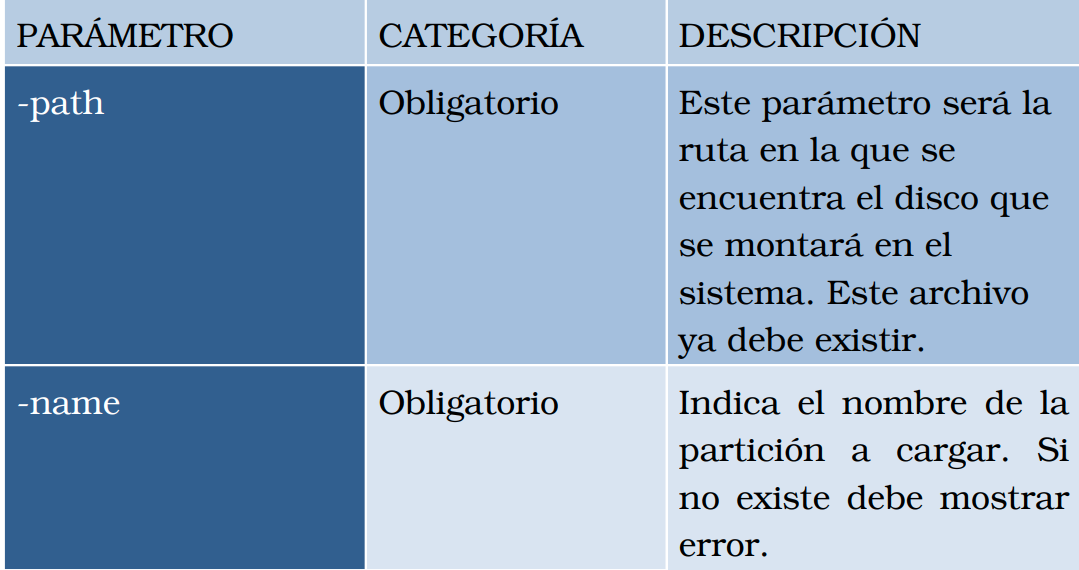 PARÁMETRO CATEGORÍA DESCRIPCIÓN
-path Obligatorio Este parámetro será la
ruta en la que se
encuentra el disco que
se montará en el
sistema. Este archivo
ya debe existir.
-name Obligatorio Indica el nombre de la
partición a cargar. Si
no existe debe mostrar
error.